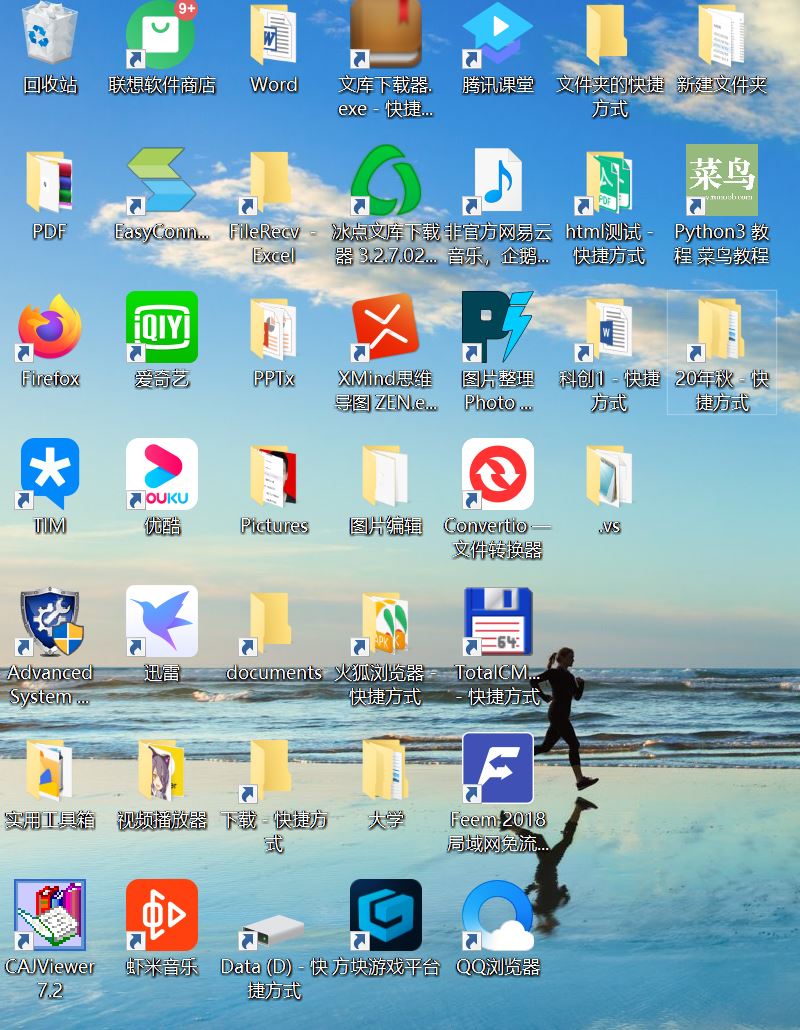 9+
回收站
联想软件商店
Word
文库下载器.
exe - 快捷...
腾讯课堂
文件夹的快捷
方式
新建文件夹
PDF
菜鸟
PDF
EasyConn...
FileRecv -
Excel
冰点文库下载
器 3.2.7.02...
非官方网易云
音乐，企鹅...
html测试 -
快捷方式
Python3 教
程 菜鸟教程
iQIYI
Firefox
爱奇艺
PPTx
XMind思维
导图 ZEN.e...
图片整理
Photo ...
科创1 - 快捷
方式
20年秋 - 快
捷方式
OUKU
TIM
优酷
Pictures
图片编辑
Convertio —
文件转换器
.vs
64
Advanced
System ...
迅雷
documents
火狐浏览器 -
快捷方式
TotalCM...
- 快捷方式
实用工具箱
视频播放器
下载 - 快捷方
式
大学
Feem 2018
局域网免流...
CAJViewer
7.2
虾米音乐
Data (D) - 快
捷方式
方块游戏平台
QQ浏览器